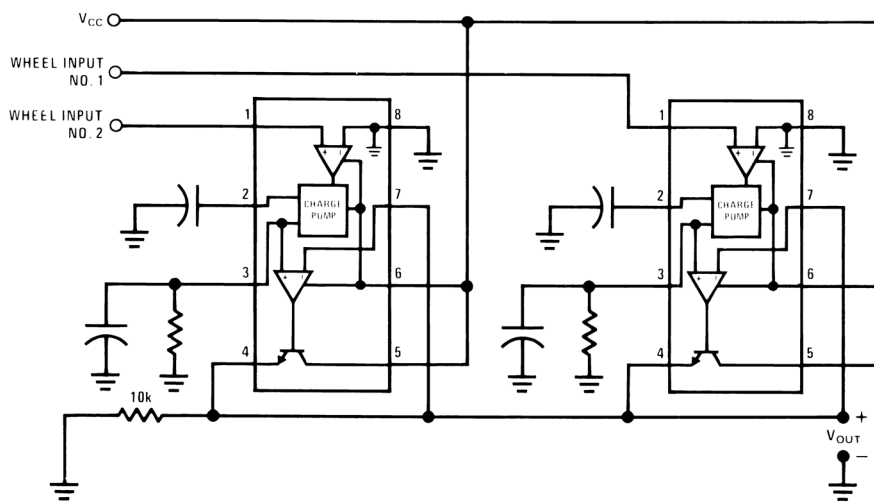 VCC
WHEEL INPUT
NO. 1
WHEEL INPUT
NO. 2
1
8
+ -
2
CHARGE
PUMP
7
3
+ -
6
4
5
10k
1
8
+ -
2
CHARGE
PUMP
7
3
+ -
6
4
5
+
VOUT
-